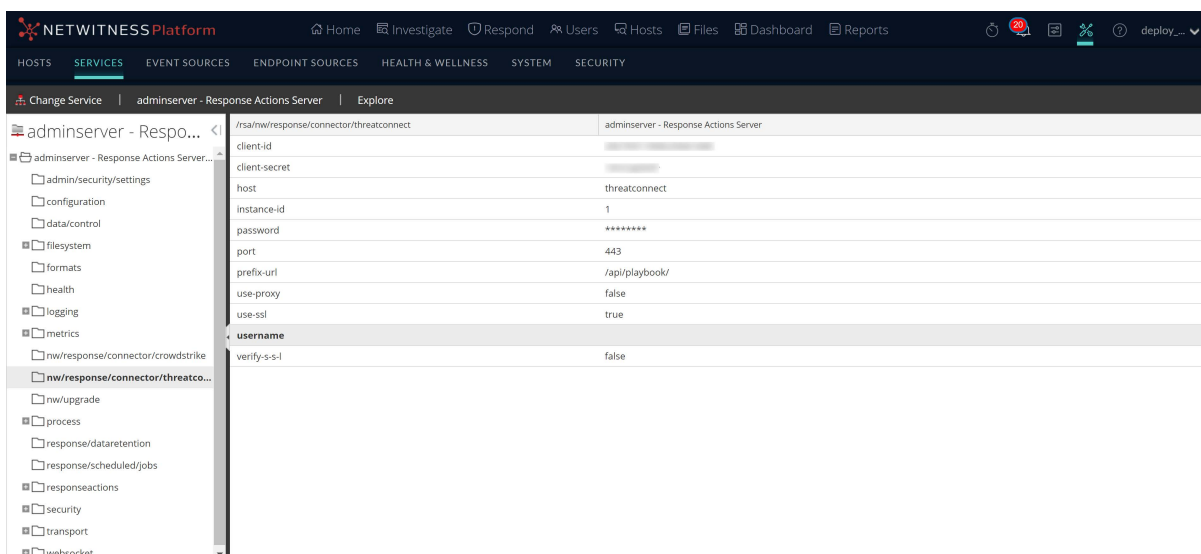 NETWITNESS Platform
Home Investigate Respond Users Hosts Files Dashboard Reports 20 deploy_...
HOSTS SERVICES EVENT SOURCES ENDPOINT SOURCES HEALTH & WELLNESS SYSTEM SECURITY
Change Service | adminserver - Response Actions Server | Explore
adminserver - Respo...
adminserver - Response Actions Server...
admin/security/settings
configuration
data/control
filesystem
formats
health
logging
metrics
nw/response/connector/crowdstrike
nw/response/connector/threatco...
nw/upgrade
process
response/dataretention
response/scheduled/jobs
responseactions
security
transport
websocket
/rsa/nw/response/connector/threatconnect adminserver - Response Actions Server
client-id
client-secret
host threatconnect
instance-id 1
password ********
port 443
prefix-url /api/playbook/
use-proxy false
use-ssl true
username
verify-s-s-l false